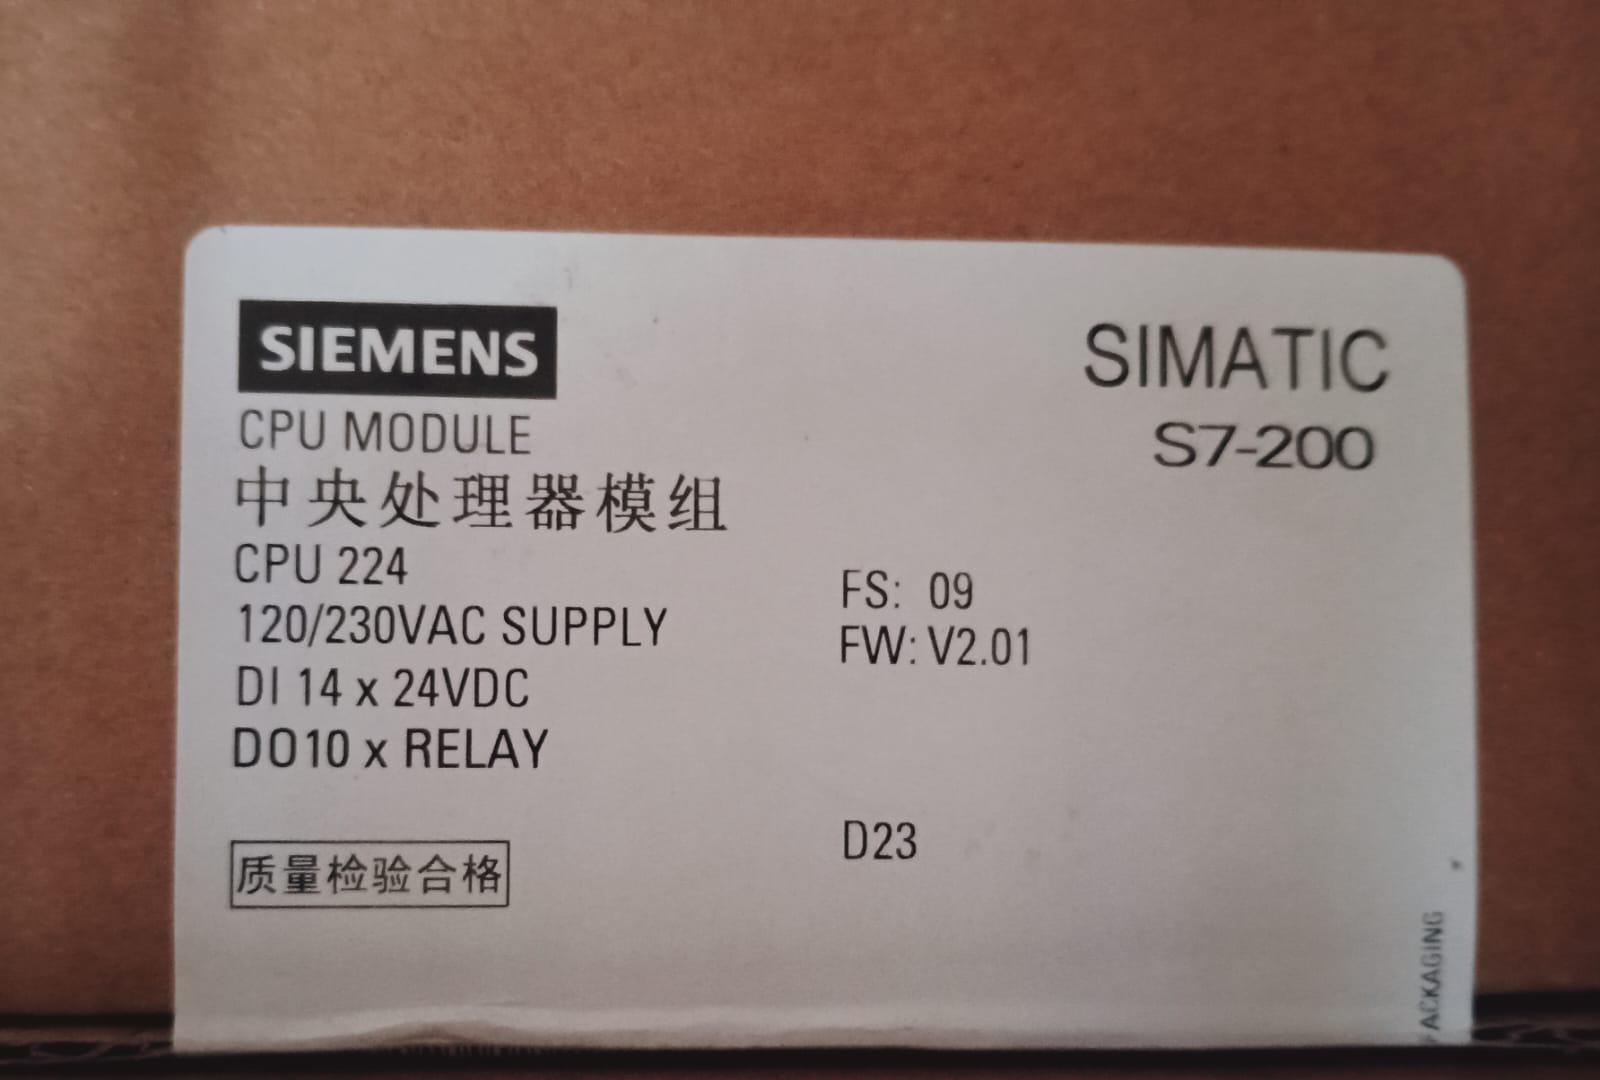 SIEMENS
SIMATIC
S7-200
CPU MODULE
中央处理器模组
CPU 224
120/230VAC SUPPLY
DI 14 x 24VDC
DO10 x RELAY
FS: 09
FW: V2.01
D23
质量检验合格
PACKAGING